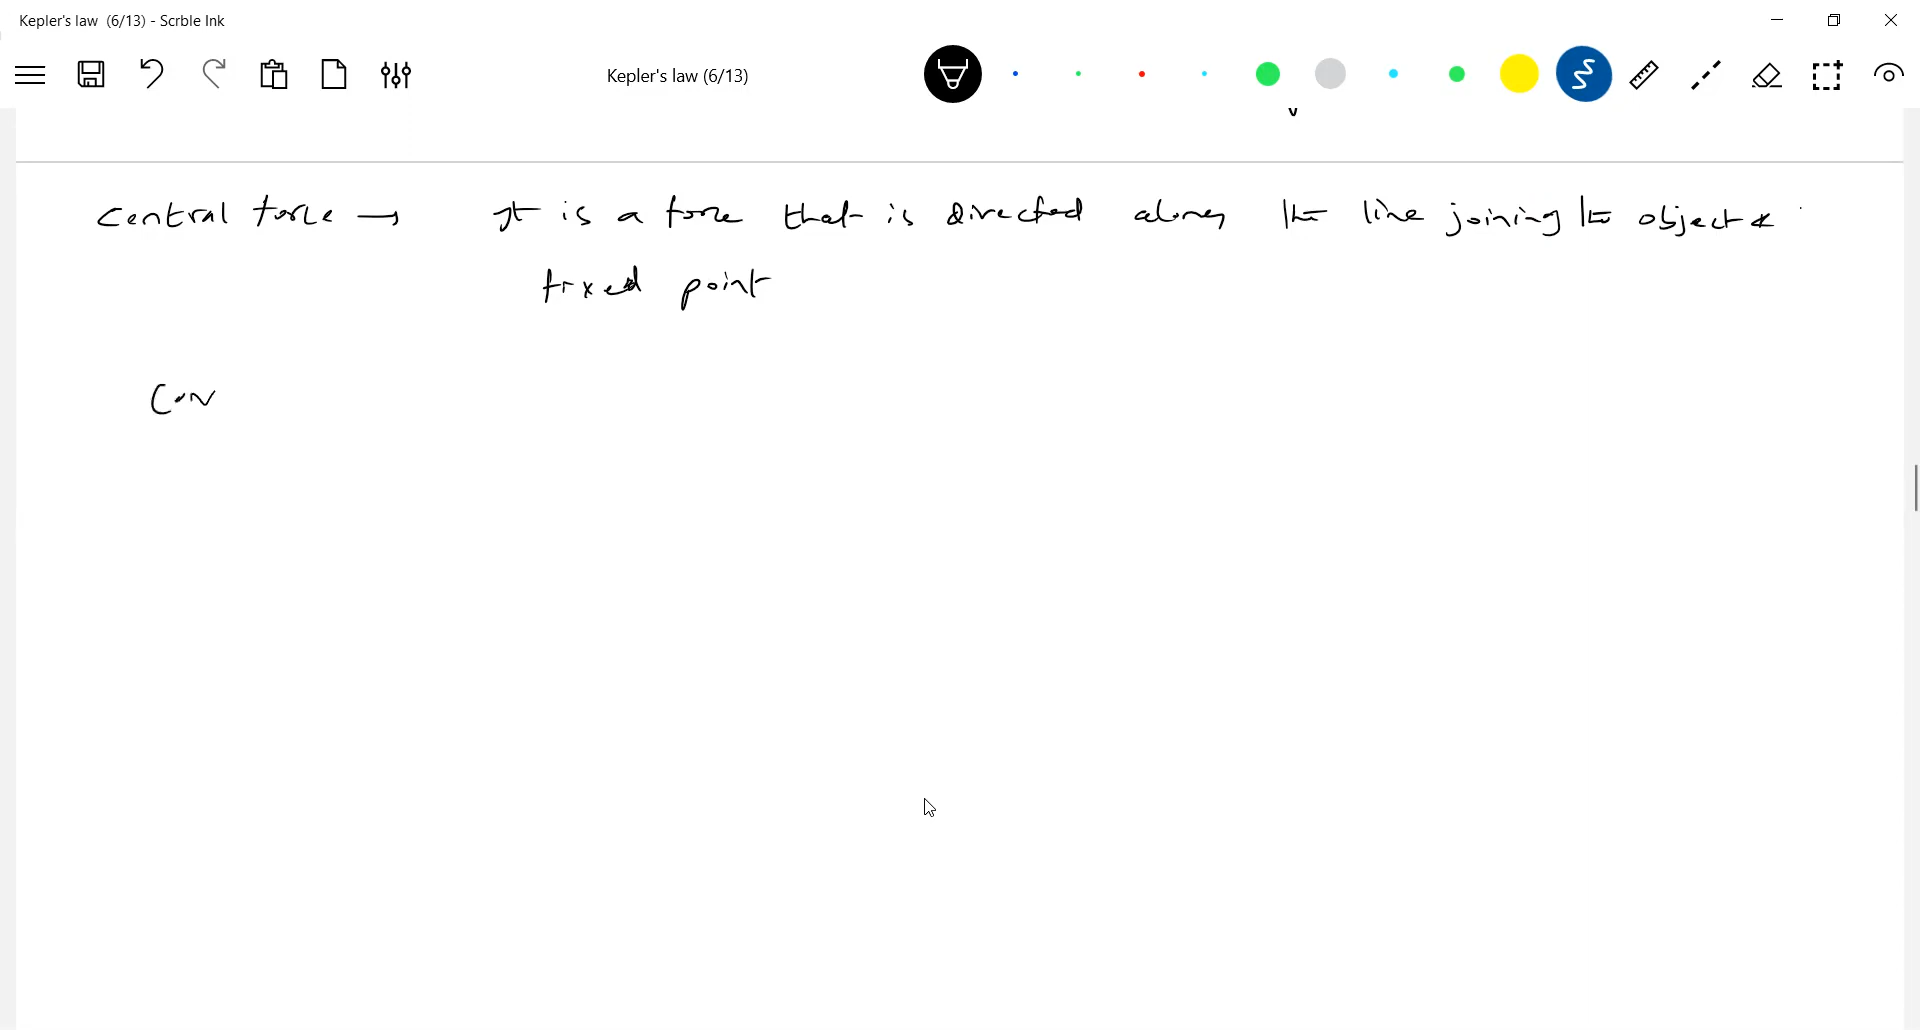 Kepler's law (6/13) - Scrble Ink
Kepler's law (6/13)
v
Central force → It is a force that is directed along the line joining the object &
fixed point
Con